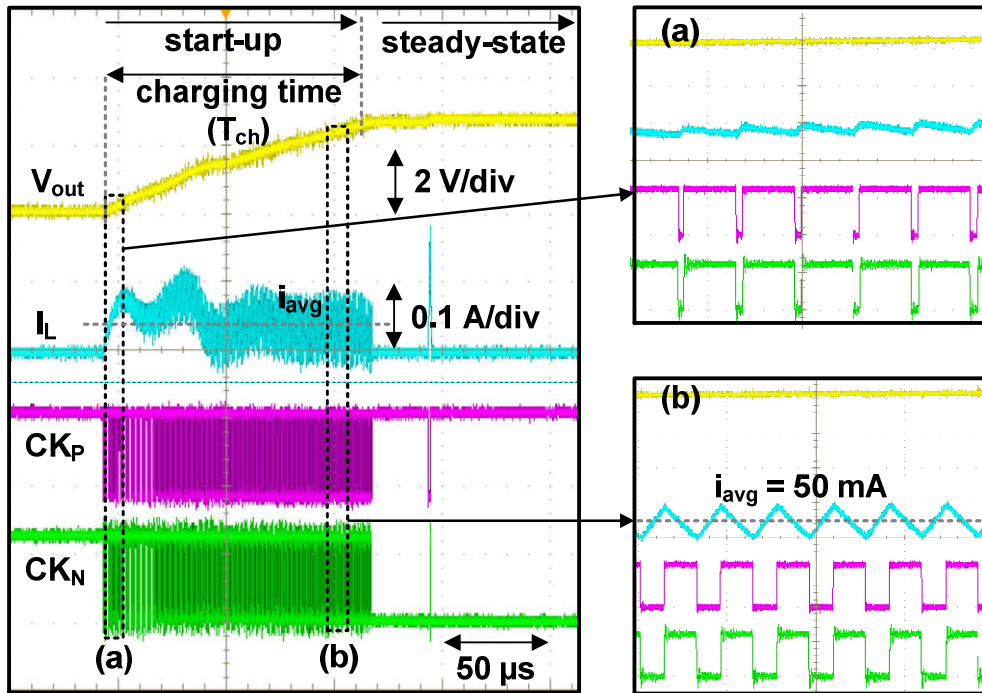 start-up
steady-state
charging time
(Tch)
Vout
2 V/div
iavg
IL
0.1 A/div
CKP
CKN
(a)
(b)
50 µs
(a)
(b)
iavg = 50 mA